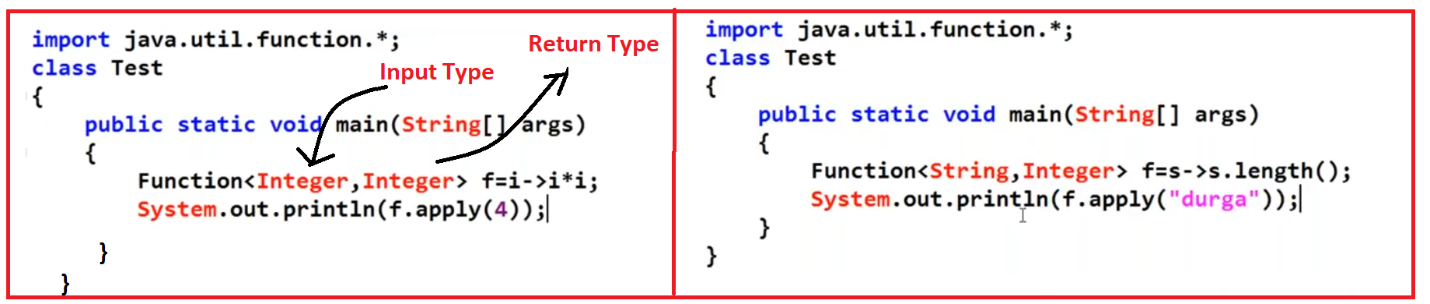 import java.util.function.*;
class Test
Return Type
Input Type
{
public static void main(String[] args)
{
Function<Integer,Integer> f=i->i*i;
System.out.println(f.apply(4));
}
}
import java.util.function.*;
class Test
{
public static void main(String[] args)
{
Function<String,Integer> f=s->s.length();
System.out.println(f.apply("durga"));
}
}